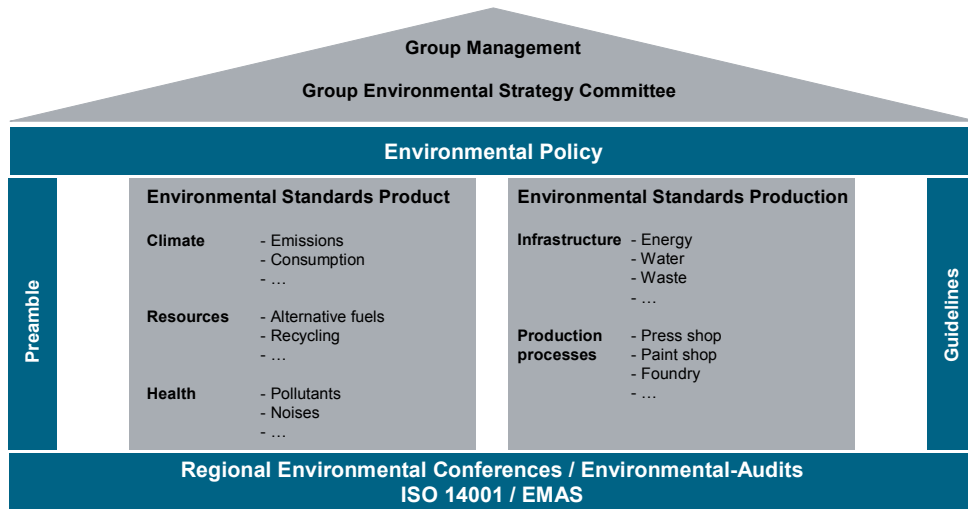 Group Management
Group Environmental Strategy Committee
Environmental Policy
Preamble
Environmental Standards Product
Climate - Emissions
- Consumption
- …
Resources - Alternative fuels
- Recycling
- …
Health - Pollutants
- Noises
- …
Environmental Standards Production
Infrastructure - Energy
- Water
- Waste
- …
Production - Press shop
processes - Paint shop
- Foundry
- …
Guidelines
Regional Environmental Conferences / Environmental-Audits
ISO 14001 / EMAS